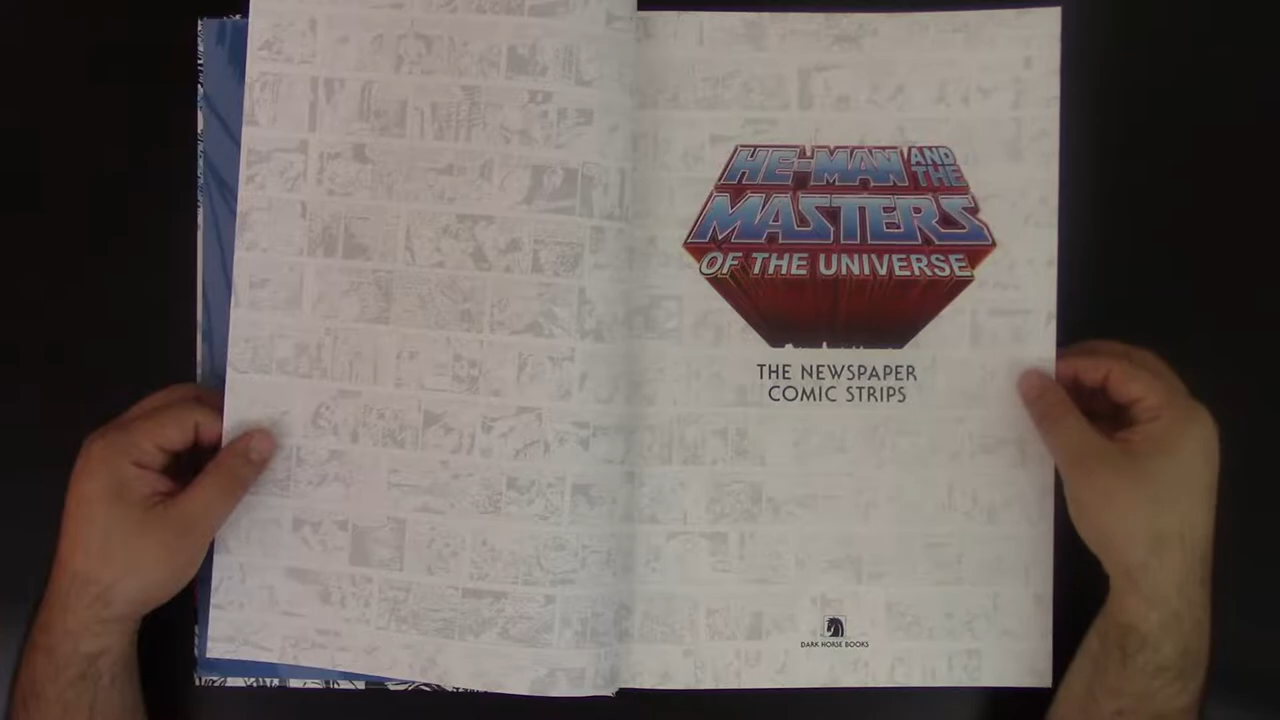 HE-MAN AND THE
MASTERS
OF THE UNIVERSE
THE NEWSPAPER
COMIC STRIPS
DARK HORSE BOOKS